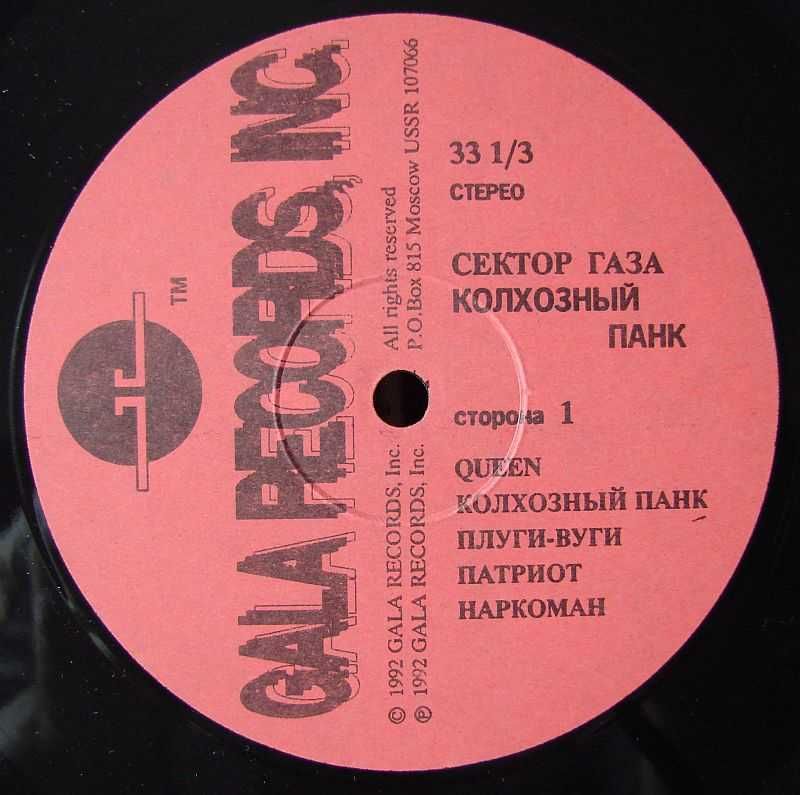 GALA RECORDS, INC.
TM
© 1992 GALA RECORDS, Inc. All rights reserved
℗ 1992 GALA RECORDS, Inc. P.O.Box 815 Moscow USSR 107066
33 1/3
СТЕРЕО
СЕКТОР ГАЗА
КОЛХОЗНЫЙ
ПАНК
сторона 1
QUEEN
КОЛХОЗНЫЙ ПАНК
ПЛУГИ-ВУГИ
ПАТРИОТ
НАРКОМАН